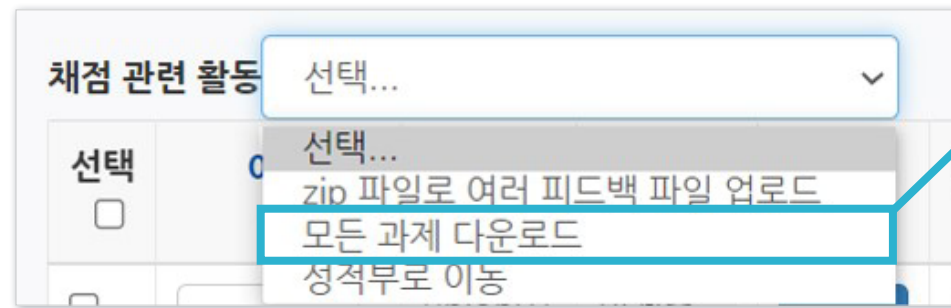 채점 관련 활동 선택...
선택
선택...
zip 파일로 여러 피드백 파일 업로드
모든 과제 다운로드
성적부로 이동